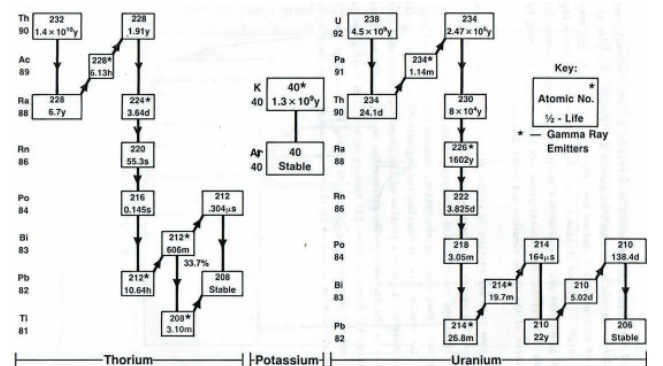 Th 232 228
90 1.4 × 10¹⁰y 1.91y
Ac 228*
89 6.13h
Ra 228 224*
88 6.7y 3.64d
Rn 220
86 55.3s
Po 216 212
84 0.145s .304μs
Bi 212*
83 606m
33.7%
Pb 212* 208
82 10.64h Stable
Tl 208*
81 3.10m
Thorium
K 40*
40 1.3 × 10⁹y
Ar 40
40 Stable
Potassium
U 238 234
92 4.5 × 10⁹y
Pa 234*
91 1.14m
Th 234 230
90 24.1d 8 × 10⁴y
Ra 226*
88 1602y
Rn 222
86 3.825d
Po 218 214 210
84 3.05m 164μs 138.4d
Bi 214* 210
83 19.7m 5.02d
Pb 214* 210 206
82 26.8m 22y Stable
Uranium
Key:
*
Atomic No.
½ - Life
* — Gamma Ray
Emitters